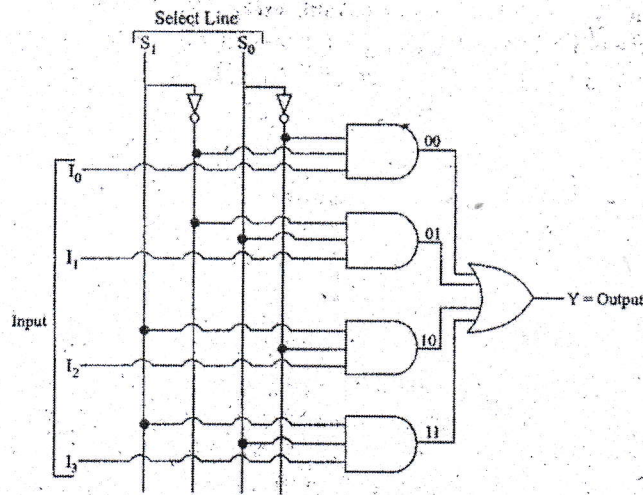 Select Line
S1 S0
00
I0
01
I1
Input
Y = Output
10
I2
11
I3